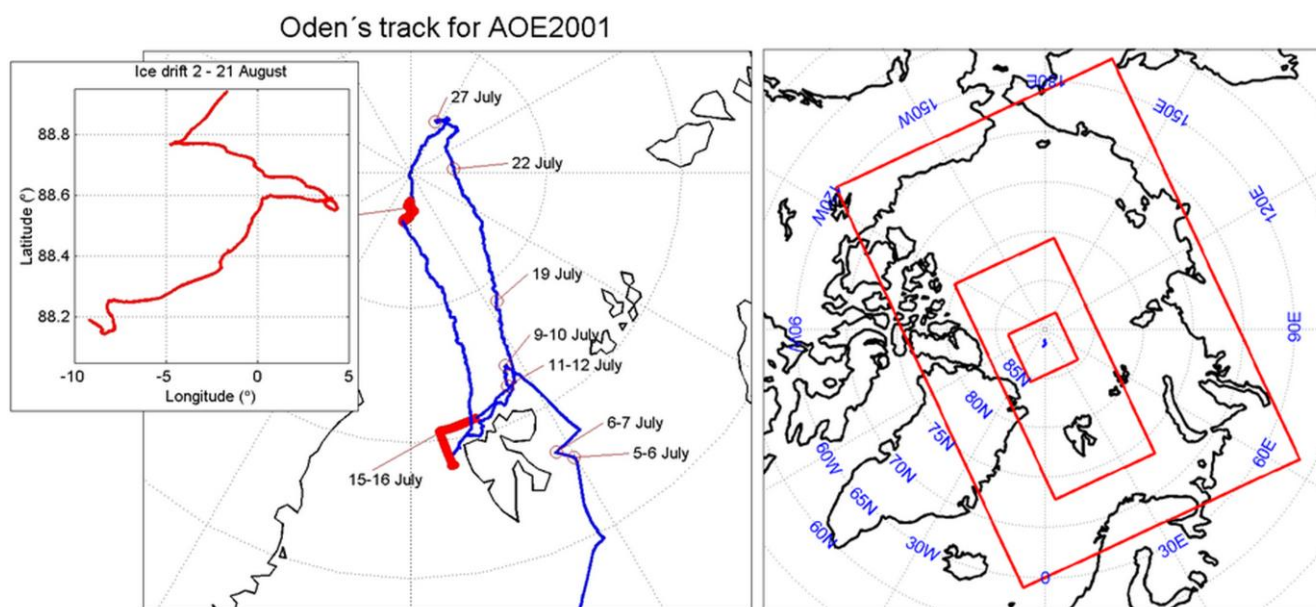 Oden´s track for AOE2001
Ice drift 2 - 21 August
88.8
88.6
88.4
88.2
Latitude (°)
-10
-5
0
5
Longitude (°)
27 July
22 July
19 July
9-10 July
11-12 July
6-7 July
5-6 July
15-16 July
180E
150W
150E
120W
120E
90W
90E
85N
80N
75N
70N
65N
60N
60W
60E
30W
30E
0